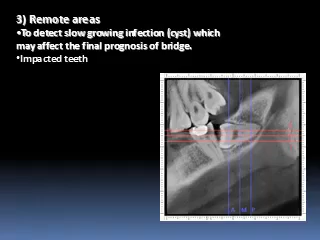 3) Remote areas
•To detect slow growing infection (cyst) which
may affect the final prognosis of bridge.
•Impacted teeth
A M P